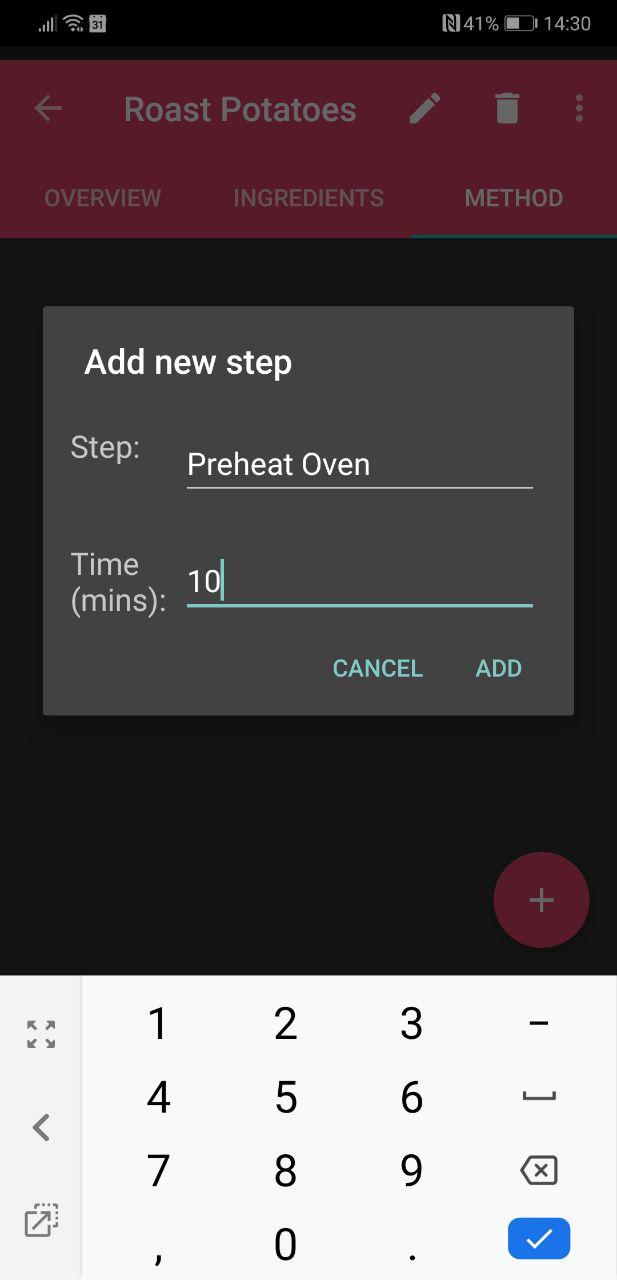 31 41% 14:30
Roast Potatoes
OVERVIEW INGREDIENTS METHOD
Add new step
Step: Preheat Oven
Time
(mins): 10
CANCEL ADD
+
1 2 3 -
4 5 6
7 8 9
, 0 .